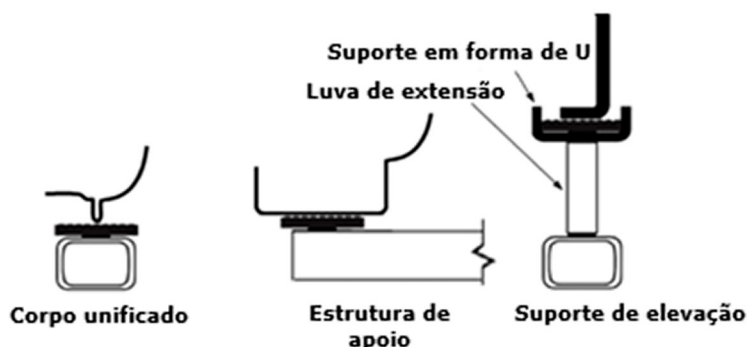 Suporte em forma de U
Luva de extensão
Corpo unificado
Estrutura de
apoio
Suporte de elevação